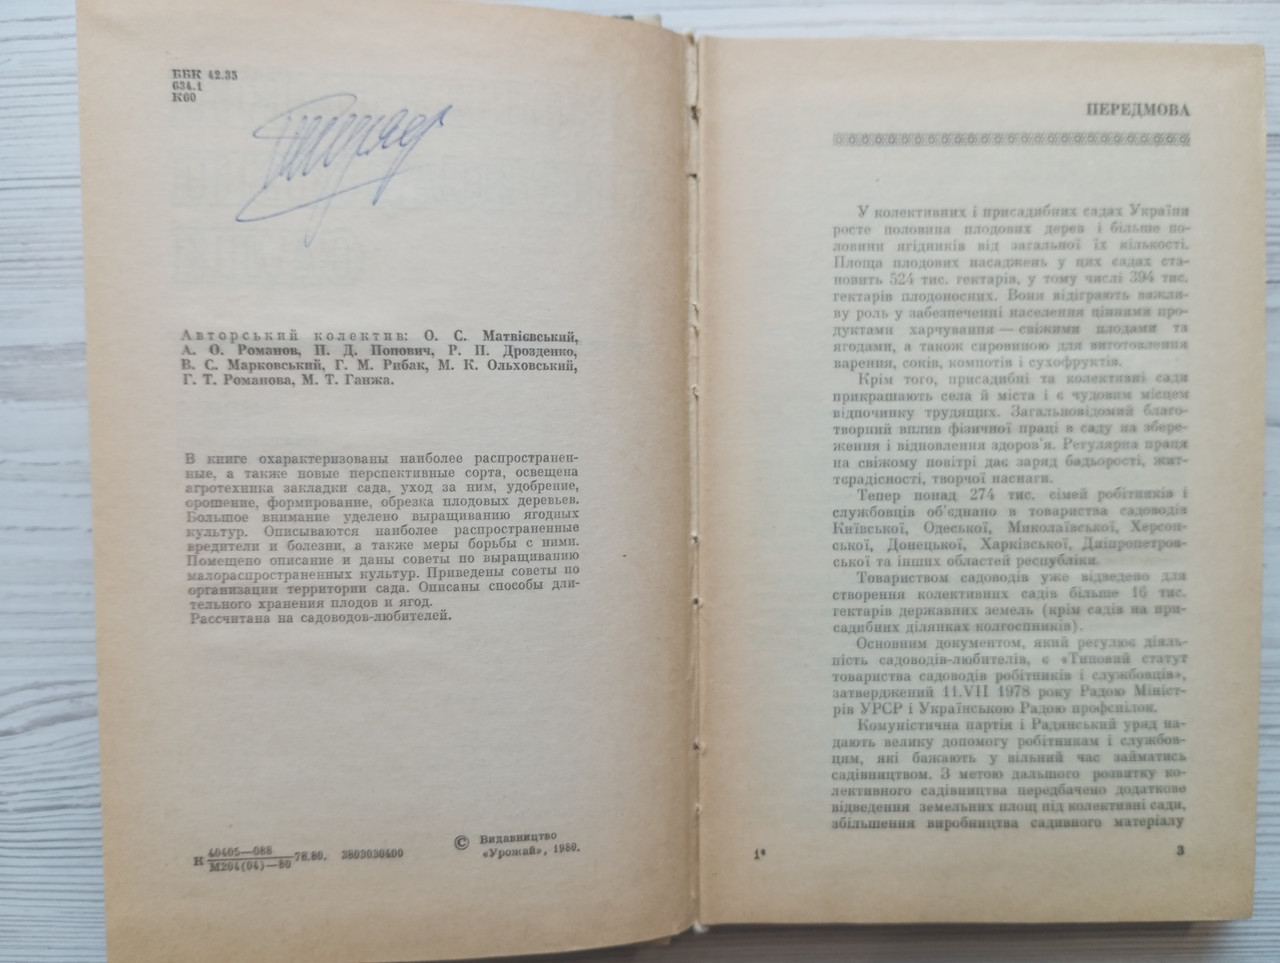 ББК 42.35
634.1
К60
Авторський колектив: О. С. Матвієвський,
А. О. Романов, П. Д. Попович, Р. П. Дрозденко,
В. С. Марковський, Г. М. Рибак, М. К. Ольховський,
Г. Т. Романова, М. Т. Ганжа.
В книге охарактеризованы наиболее распространен-
ные, а также новые перспективные сорта, освещена
агротехника закладки сада, уход за ним, удобрение,
орошение, формирование, обрезка плодовых деревьев.
Большое внимание уделено выращиванию ягодных
культур. Описываются наиболее распространенные
вредители и болезни, а также меры борьбы с ними.
Помещено описание и даны советы по выращиванию
малораспространенных культур. Приведены советы по
организации территории сада. Описаны способы дли-
тельного хранения плодов и ягод.
Рассчитана на садоводов-любителей.
К 40405—088
М204(04)—80 78.80. 3803030400
© Видавництво
«Урожай», 1980.
ПЕРЕДМОВА
У колективних і присадибних садах України
росте половина плодових дерев і більше по-
ловини ягідників від загальної їх кількості.
Площа плодових насаджень у цих садах ста-
новить 524 тис. гектарів, у тому числі 394 тис.
гектарів плодоносних. Вони відіграють важли-
ву роль у забезпеченні населення цінними про-
дуктами харчування — свіжими плодами та
ягодами, а також сировиною для виготовлення
варення, соків, компотів і сухофруктів.
Крім того, присадибні та колективні сади
прикрашають села й міста і є чудовим місцем
відпочинку трудящих. Загальновідомий благо-
творний вплив фізичної праці в саду на збере-
ження і відновлення здоров'я. Регулярна праця
на свіжому повітрі дає заряд бадьорості, жит-
тєрадісності, творчої наснаги.
Тепер понад 274 тис. сімей робітників і
службовців об'єднано в товариства садоводів
Київської, Одеської, Миколаївської, Херсон-
ської, Донецької, Харківської, Дніпропетров-
ської та інших областей республіки.
Товариством садоводів уже відведено для
створення колективних садів більше 16 тис.
гектарів державних земель (крім садів на при-
садибних ділянках колгоспників).
Основним документом, який регулює діяль-
ність садоводів-любителів, є «Типовий статут
товариства садоводів робітників і службовців»,
затверджений 11.VII 1978 року Радою Мініст-
рів УРСР і Українською Радою профспілок.
Комуністична партія і Радянський уряд на-
дають велику допомогу робітникам і службов-
цям, які бажають у вільний час займатись
садівництвом. З метою дальшого розвитку ко-
лективного садівництва передбачено додаткове
відведення земельних площ під колективні сади,
збільшення виробництва садивного матеріалу
1*
3